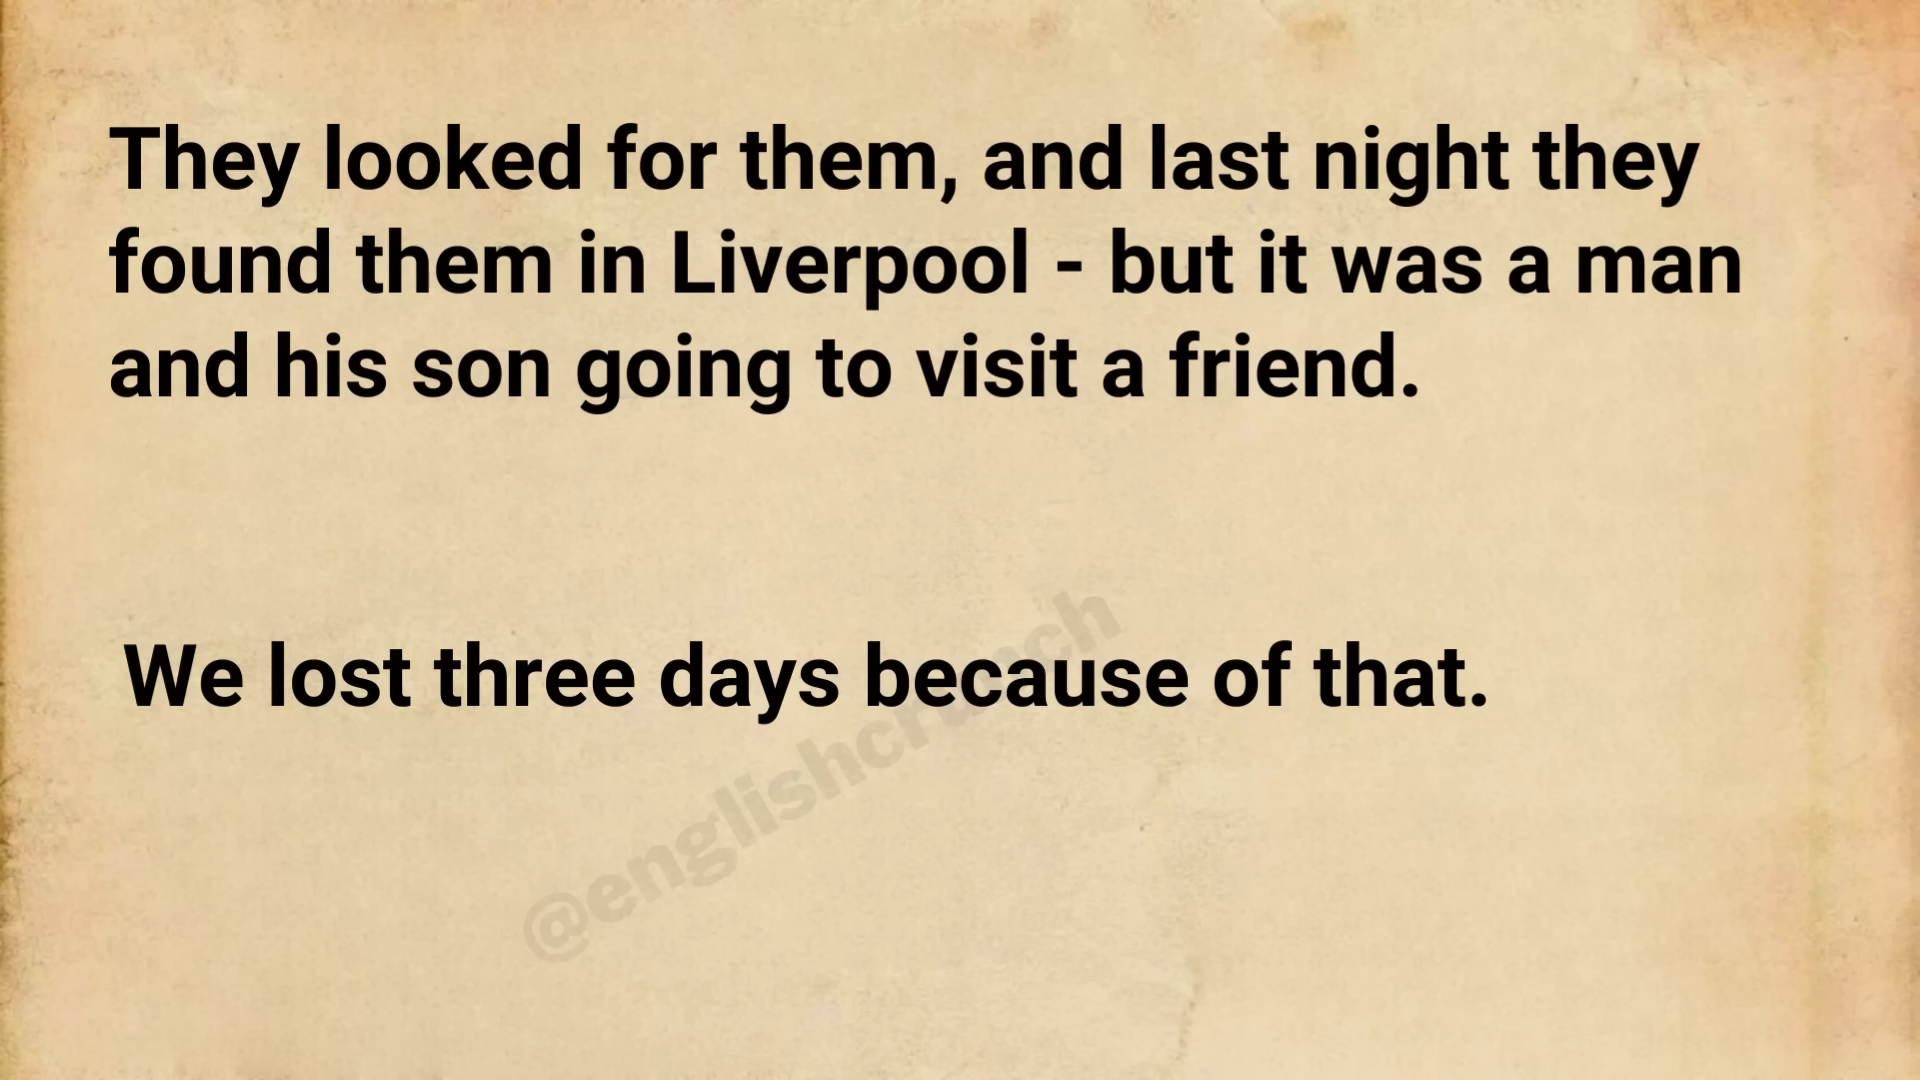 They looked for them, and last night they
found them in Liverpool - but it was a man
and his son going to visit a friend.
We lost three days because of that.
@englishcrunch